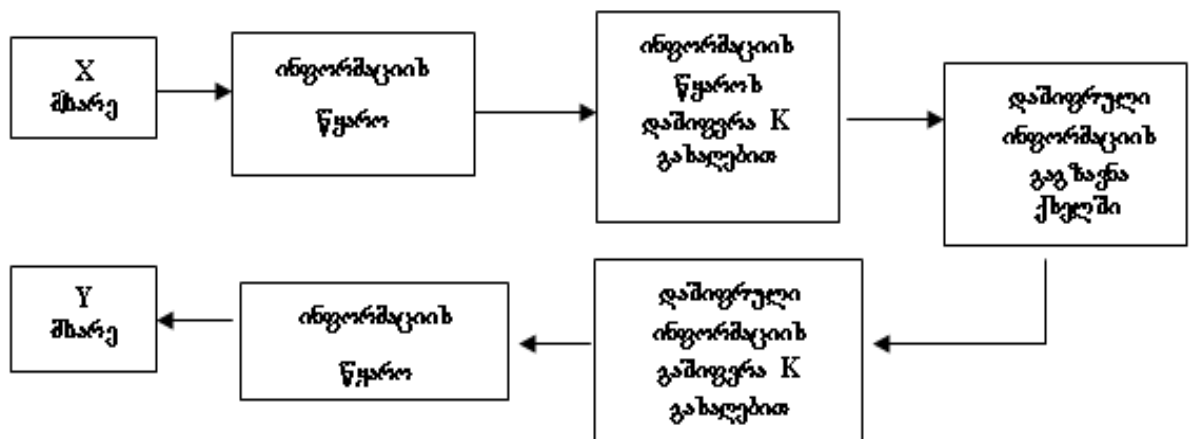 X
მხარე
ინფორმაციის
წყარო
ინფორმაციის
წყაროს
დაშიფვრა K
გასაღებით
დაშიფრული
ინფორმაციის
გაგზავნა
ქსელში
Y
მხარე
ინფორმაციის
წყარო
დაშიფრული
ინფორმაციის
გაშიფვრა K
გასაღებით